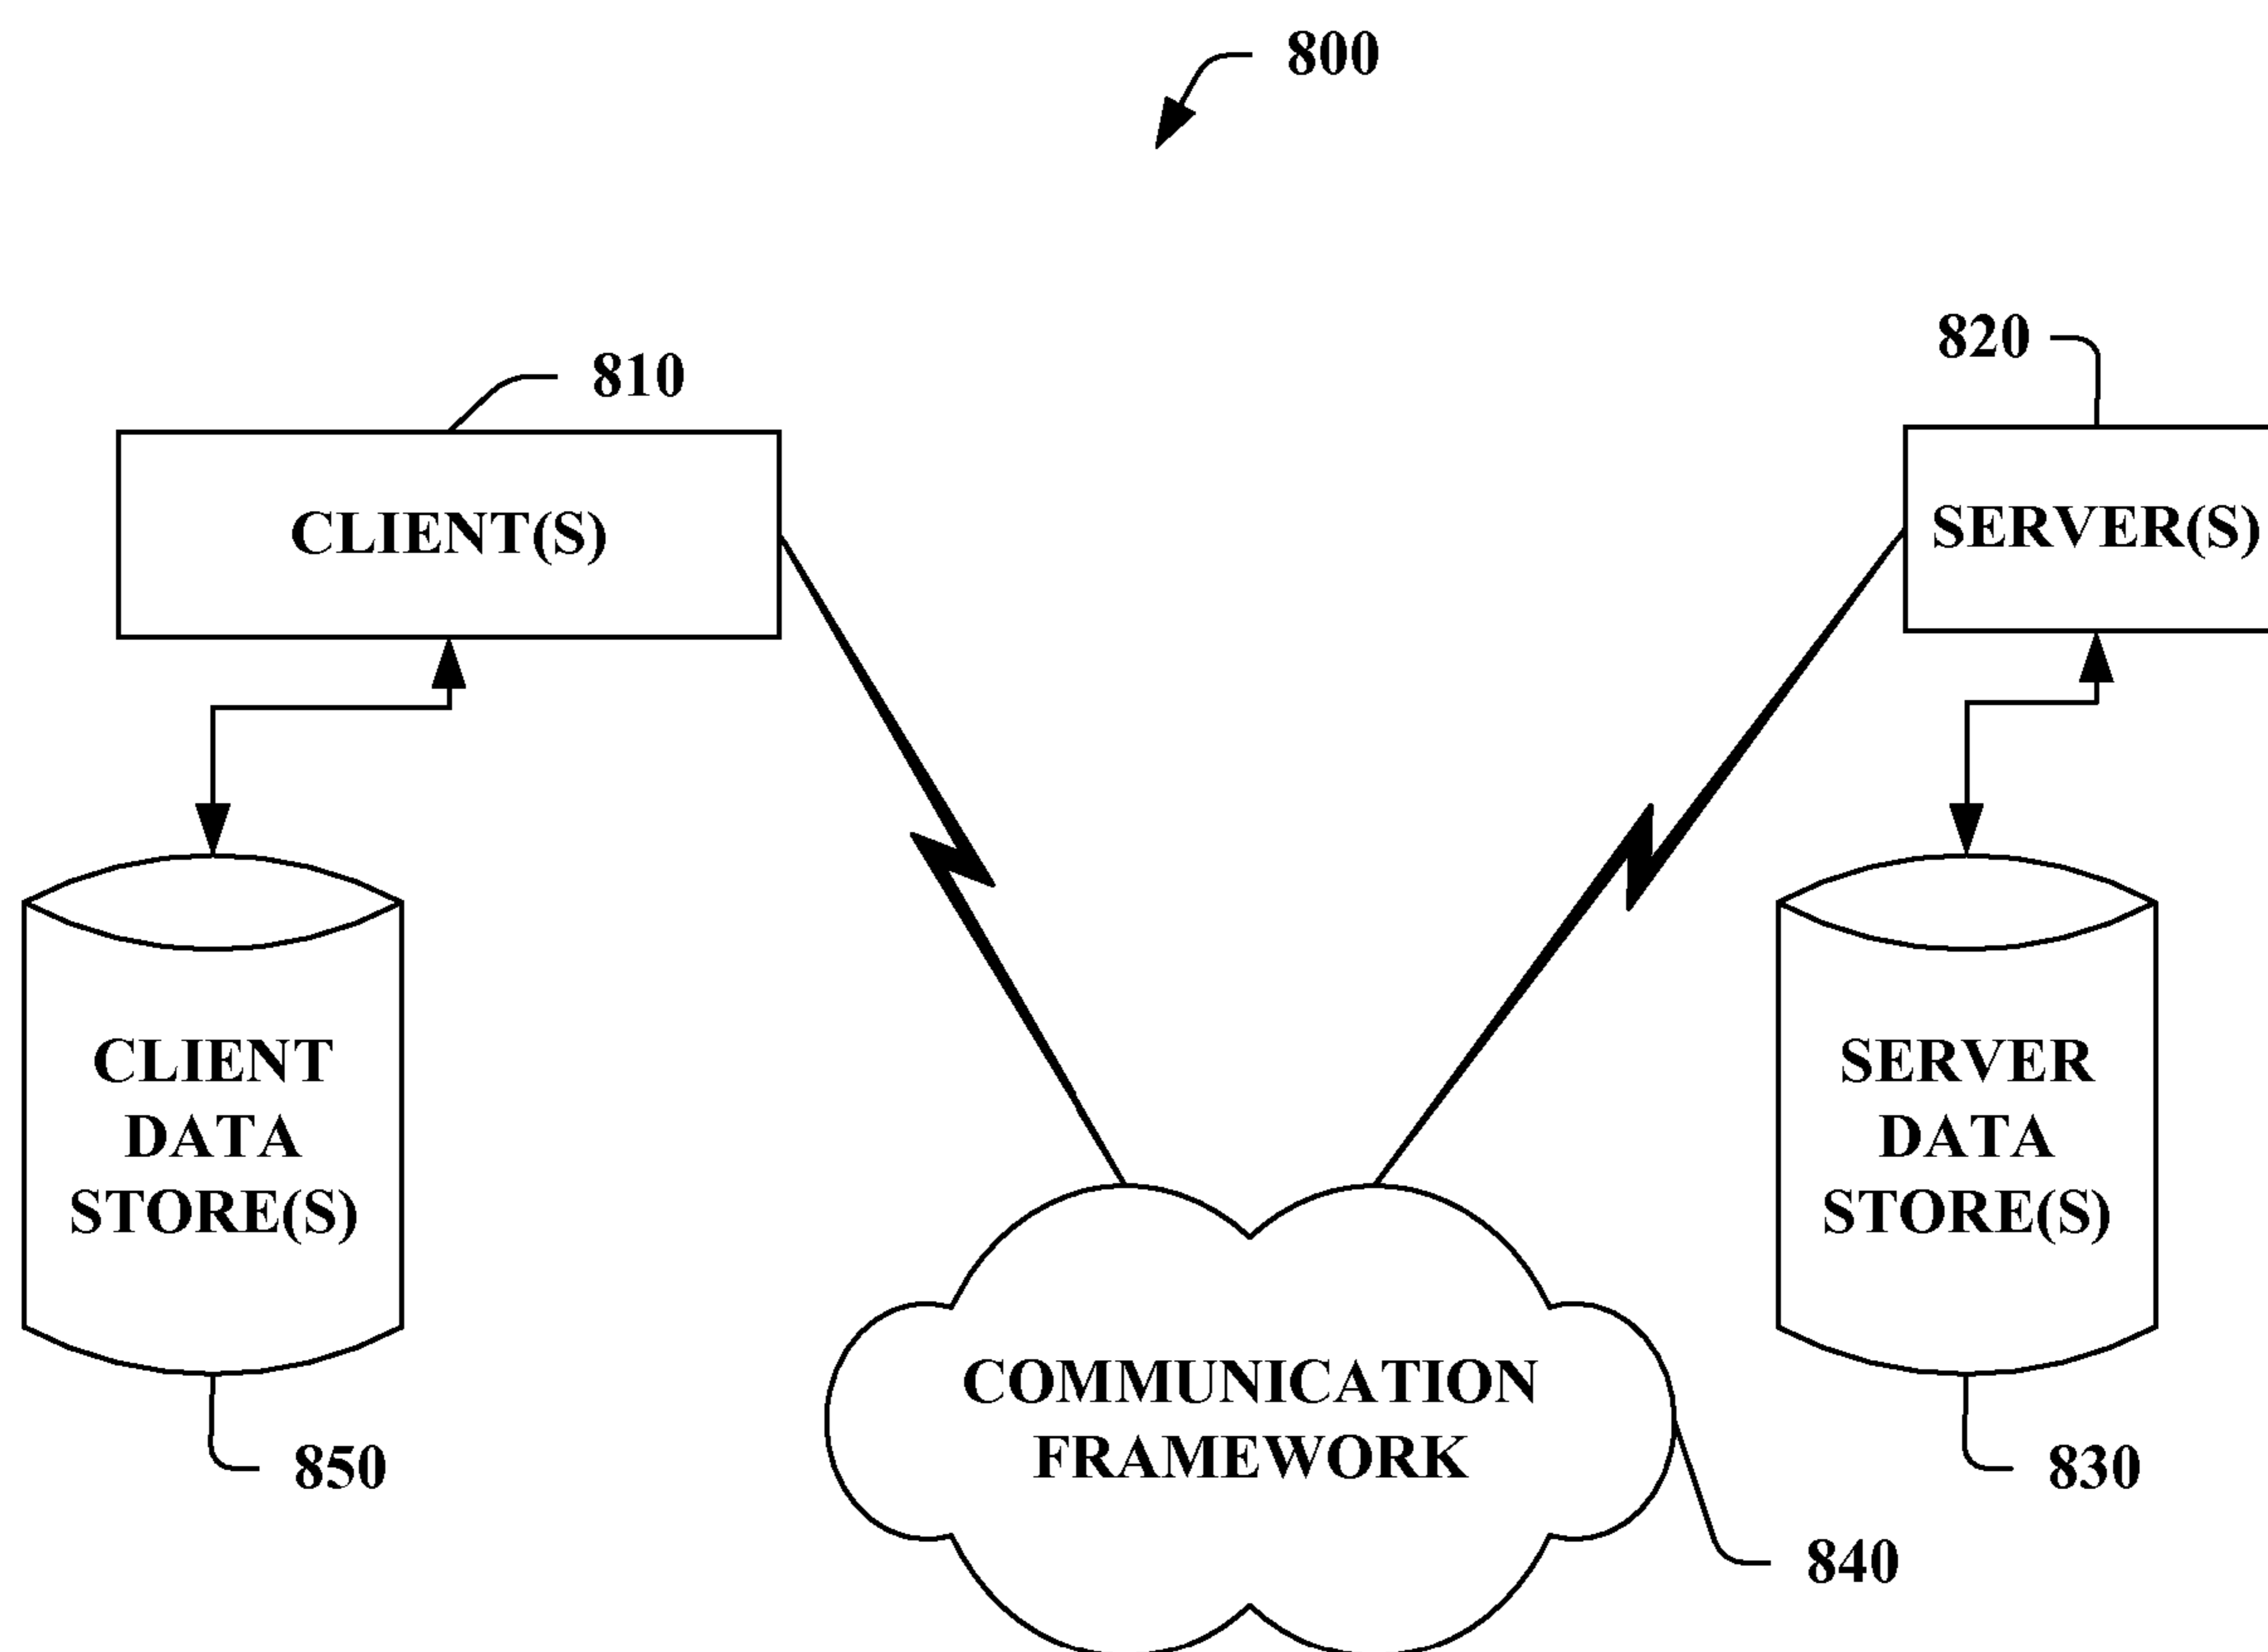 800
810
820
CLIENT(S)
SERVER(S)
CLIENT
DATA
STORE(S)
SERVER
DATA
STORE(S)
COMMUNICATION
FRAMEWORK
850
830
840